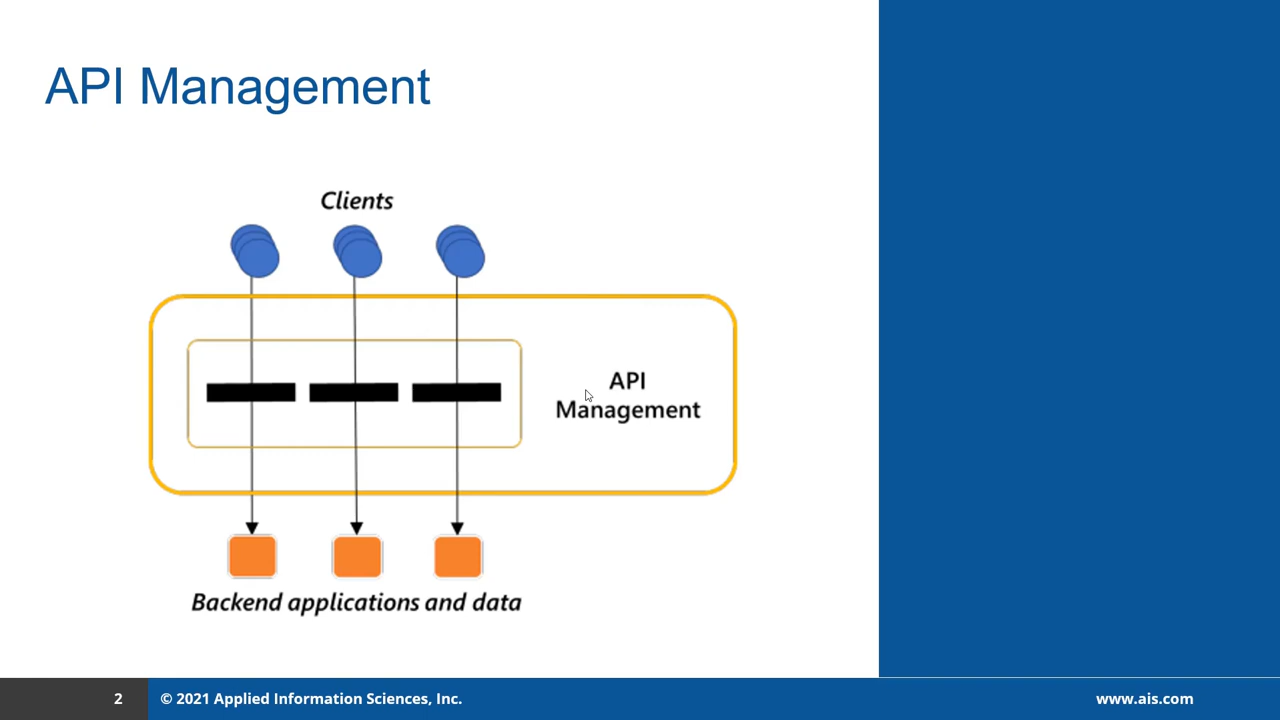 API Management
Clients
API
Management
Backend applications and data
2
© 2021 Applied Information Sciences, Inc.
www.ais.com